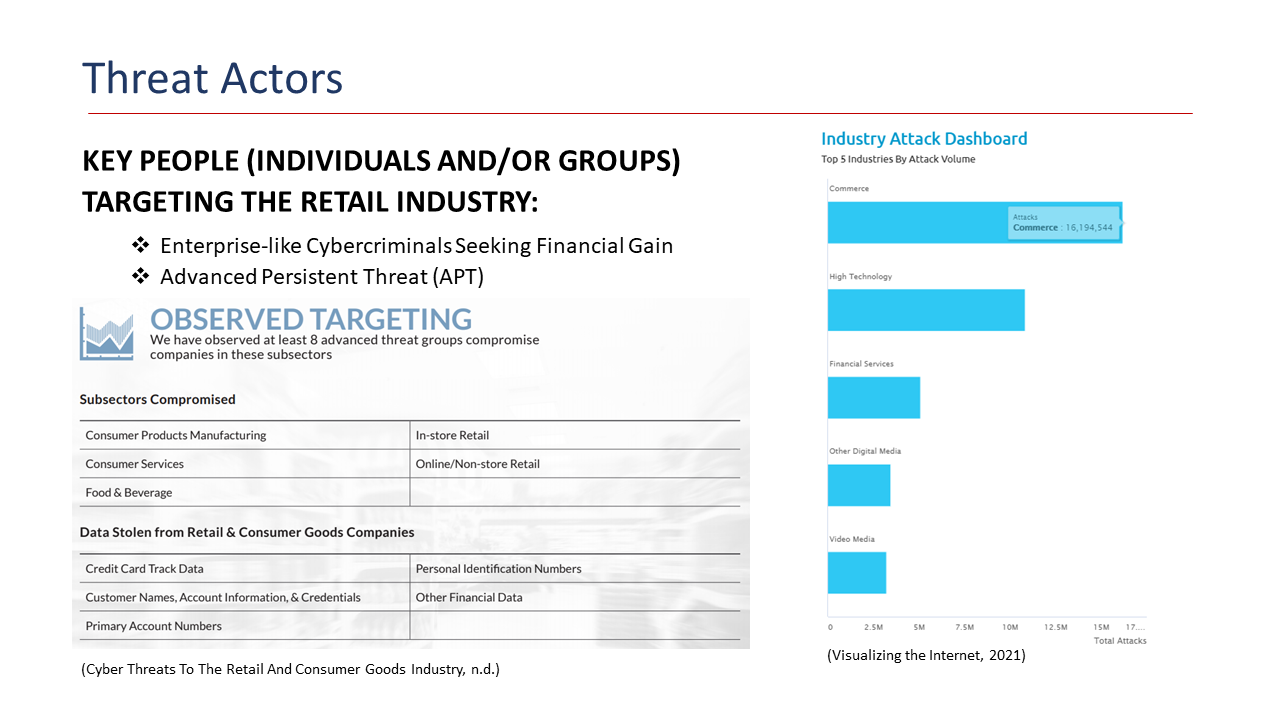 Threat Actors
KEY PEOPLE (INDIVIDUALS AND/OR GROUPS)
TARGETING THE RETAIL INDUSTRY:
❖ Enterprise-like Cybercriminals Seeking Financial Gain
❖ Advanced Persistent Threat (APT)
OBSERVED TARGETING
We have observed at least 8 advanced threat groups compromise
companies in these subsectors
Subsectors Compromised
Consumer Products Manufacturing
In-store Retail
Consumer Services
Online/Non-store Retail
Food & Beverage
Data Stolen from Retail & Consumer Goods Companies
Credit Card Track Data
Personal Identification Numbers
Customer Names, Account Information, & Credentials
Other Financial Data
Primary Account Numbers
(Cyber Threats To The Retail And Consumer Goods Industry, n.d.)
Industry Attack Dashboard
Top 5 Industries By Attack Volume
Commerce
Attacks
Commerce : 16,194,544
High Technology
Financial Services
Other Digital Media
Video Media
0 2.5M 5M 7.5M 10M 12.5M 15M 17....
Total Attacks
(Visualizing the Internet, 2021)